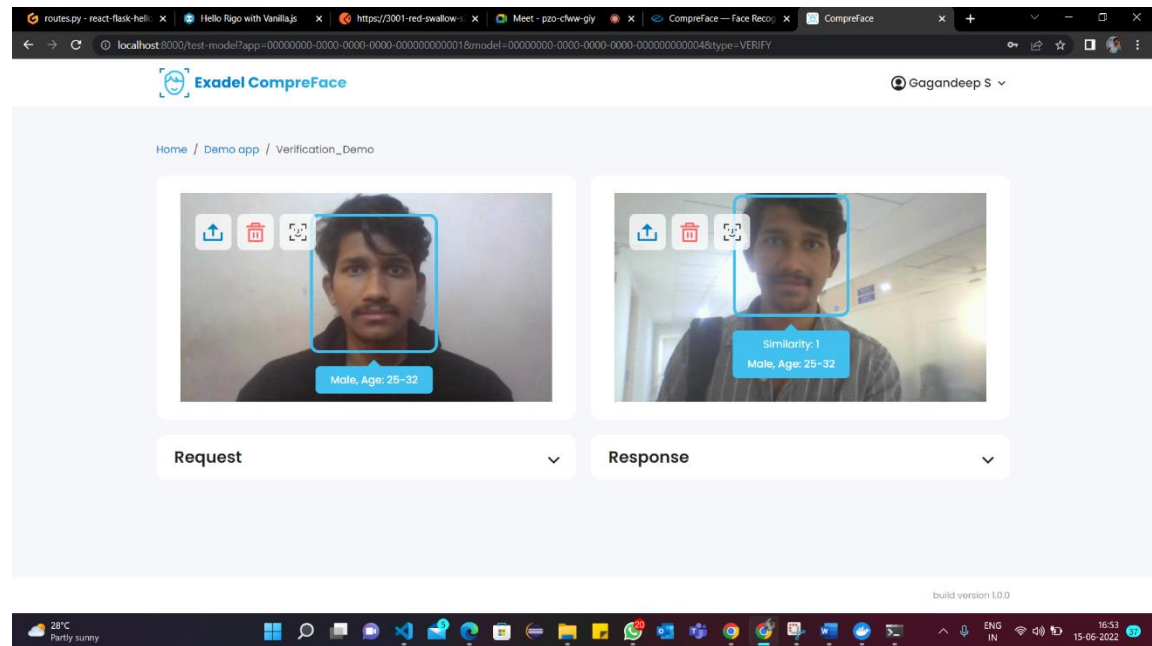 routes.py - react-flask-hello
Hello Rigo with Vanilla.js
https://3001-red-swallow-s
Meet - pzo-cfww-giy
CompreFace — Face Recog
CompreFace
localhost:8000/test-model?app=00000000-0000-0000-0000-000000000001&model=00000000-0000-0000-0000-000000000004&type=VERIFY
Exadel CompreFace
Gagandeep S
Home / Demo app / Verification_Demo
Male, Age: 25-32
Similarity: 1
Male, Age: 25-32
Request
Response
build version 1.0.0
28°C
Partly sunny
5
20
ENG
IN
16:53
15-06-2022
37